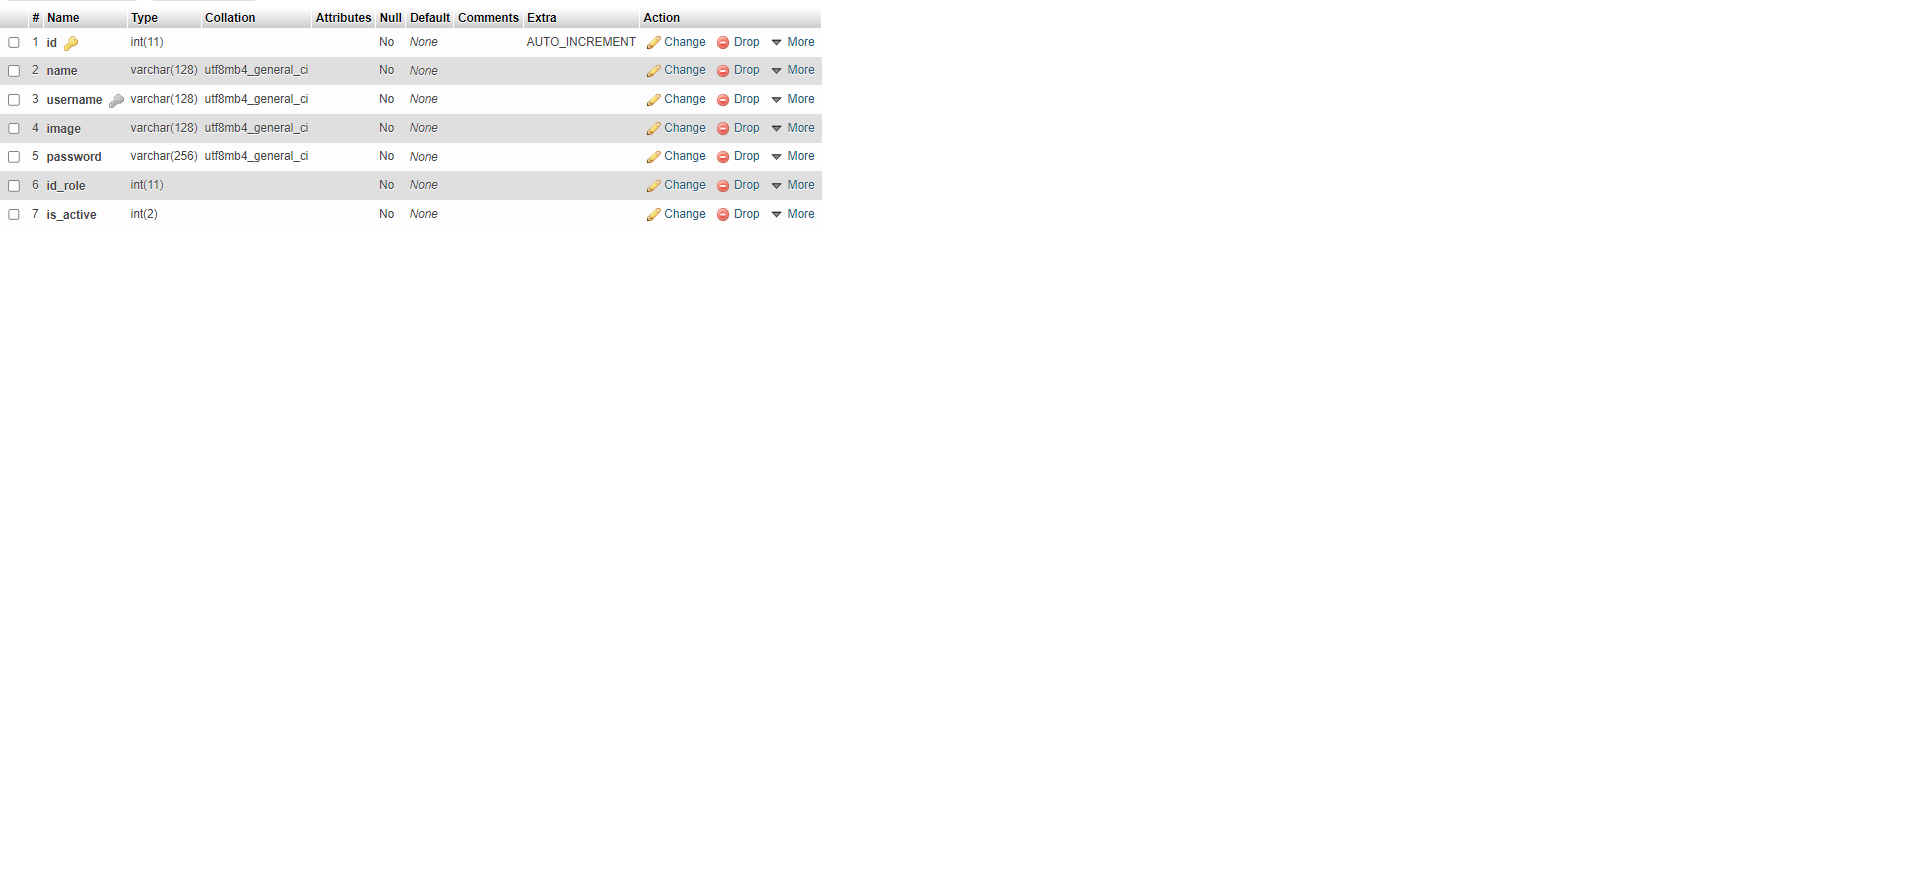 # Name Type Collation Attributes Null Default Comments Extra Action
1 id int(11) No None AUTO_INCREMENT Change Drop More
2 name varchar(128) utf8mb4_general_ci No None Change Drop More
3 username varchar(128) utf8mb4_general_ci No None Change Drop More
4 image varchar(128) utf8mb4_general_ci No None Change Drop More
5 password varchar(256) utf8mb4_general_ci No None Change Drop More
6 id_role int(11) No None Change Drop More
7 is_active int(2) No None Change Drop More